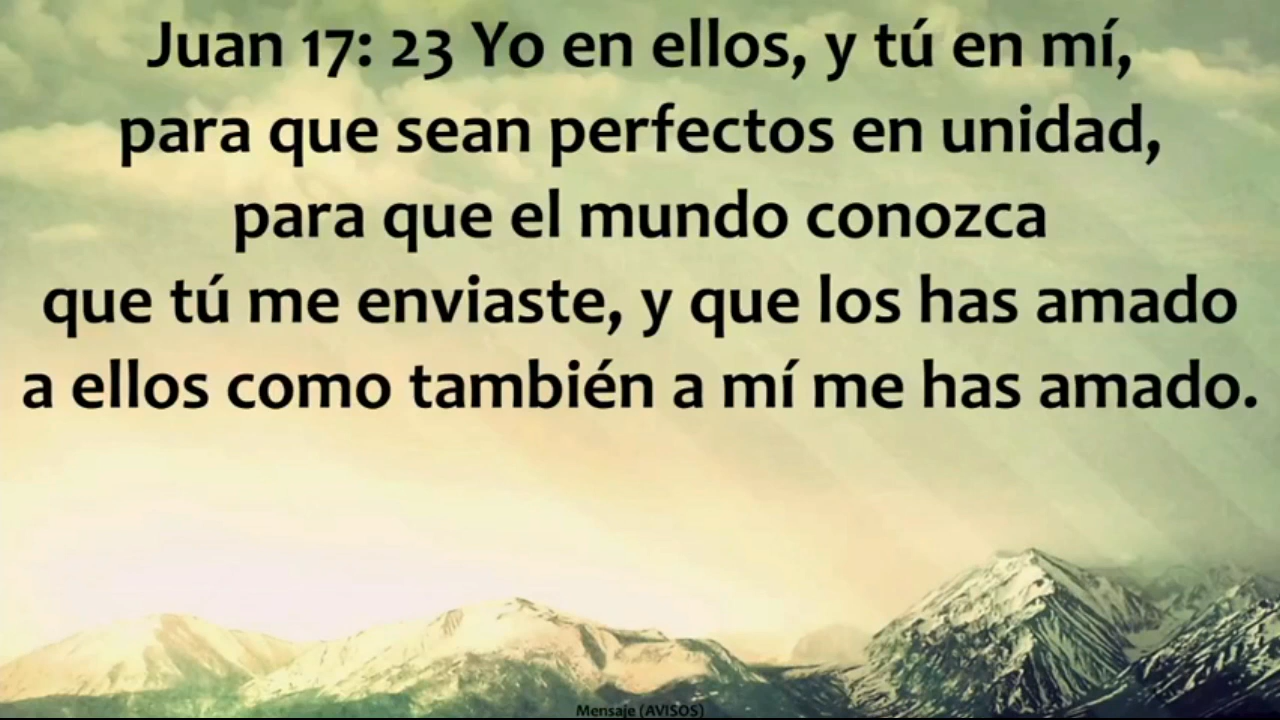 Juan 17: 23 Yo en ellos, y tú en mí,
para que sean perfectos en unidad,
para que el mundo conozca
que tú me enviaste, y que los has amado
a ellos como también a mí me has amado.
Mensaje (AVISOS)